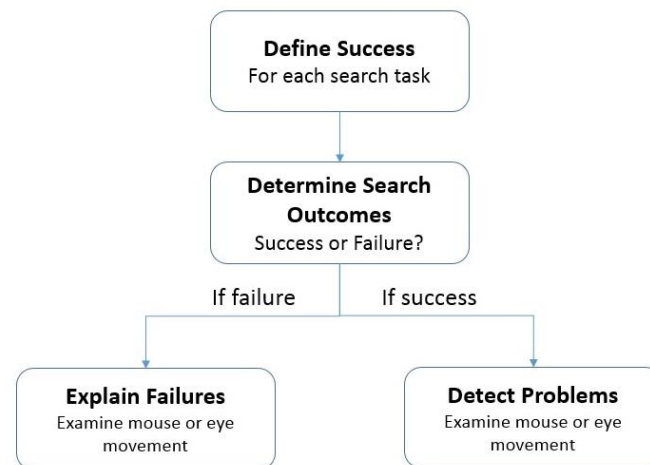 Define Success
For each search task
Determine Search
Outcomes
Success or Failure?
If failure
If success
Explain Failures
Examine mouse or eye
movement
Detect Problems
Examine mouse or eye
movement